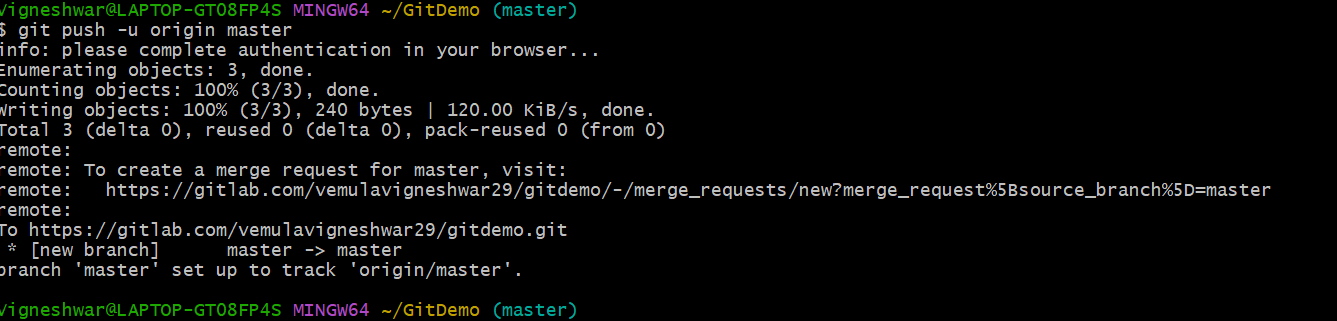 Vigneshwar@LAPTOP-GT08FP4S MINGW64 ~/GitDemo (master)
$ git push -u origin master
info: please complete authentication in your browser...
Enumerating objects: 3, done.
Counting objects: 100% (3/3), done.
Writing objects: 100% (3/3), 240 bytes | 120.00 KiB/s, done.
Total 3 (delta 0), reused 0 (delta 0), pack-reused 0 (from 0)
remote:
remote: To create a merge request for master, visit:
remote:   https://gitlab.com/vemulavigneshwar29/gitdemo/-/merge_requests/new?merge_request%5Bsource_branch%5D=master
remote:
To https://gitlab.com/vemulavigneshwar29/gitdemo.git
 * [new branch]      master -> master
branch 'master' set up to track 'origin/master'.
Vigneshwar@LAPTOP-GT08FP4S MINGW64 ~/GitDemo (master)